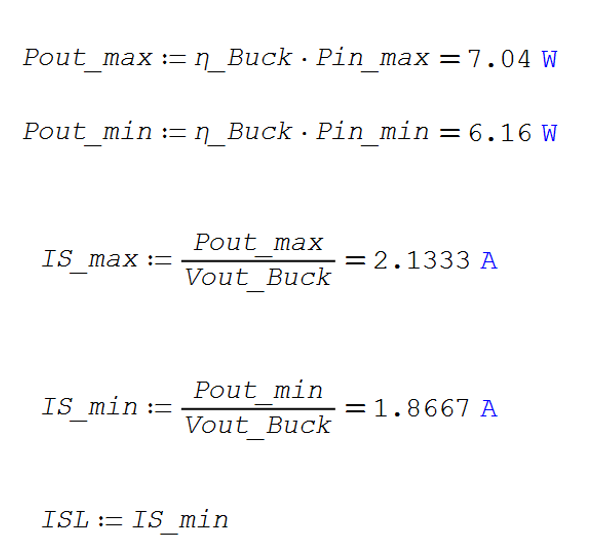 Pout_max := η_Buck · Pin_max = 7.04 W
Pout_min := η_Buck · Pin_min = 6.16 W
IS_max := Pout_max / Vout_Buck = 2.1333 A
IS_min := Pout_min / Vout_Buck = 1.8667 A
ISL := IS_min